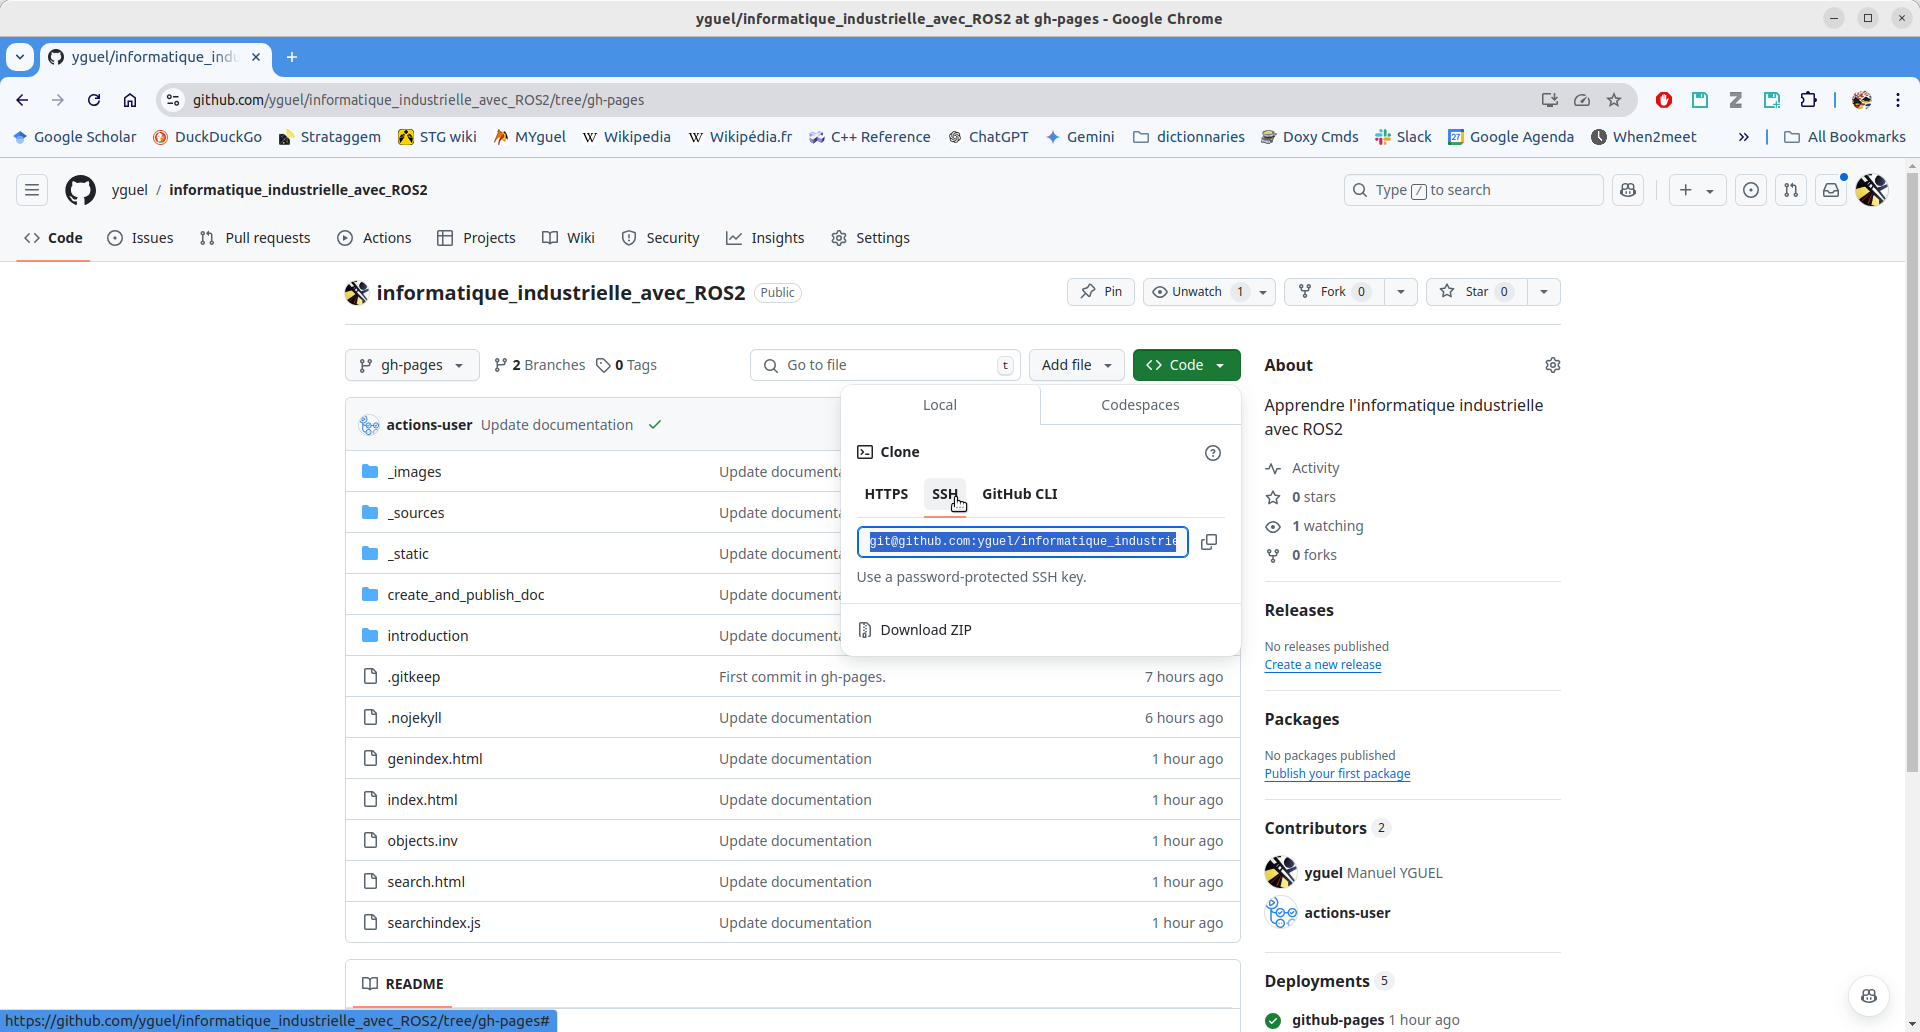 yguel/informatique_industrielle_avec_ROS2 at gh-pages - Google Chrome
yguel/informatique_indu
github.com/yguel/informatique_industrielle_avec_ROS2/tree/gh-pages
Google Scholar DuckDuckGo Strataggem STG wiki MYguel Wikipedia Wikipédia.fr C++ Reference ChatGPT Gemini dictionnaries Doxy Cmds Slack Google Agenda When2meet » All Bookmarks
yguel / informatique_industrielle_avec_ROS2 Type / to search
Code Issues Pull requests Actions Projects Wiki Security Insights Settings
informatique_industrielle_avec_ROS2 Public Pin Unwatch 1 Fork 0 Star 0
gh-pages 2 Branches 0 Tags Go to file t Add file Code
actions-user Update documentation
Local Codespaces
Clone
HTTPS SSH GitHub CLI
git@github.com:yguel/informatique_industrie
Use a password-protected SSH key.
Download ZIP
_images Update documenta
_sources Update documenta
_static Update documenta
create_and_publish_doc Update documenta
introduction Update documenta
.gitkeep First commit in gh-pages. 7 hours ago
.nojekyll Update documentation 6 hours ago
genindex.html Update documentation 1 hour ago
index.html Update documentation 1 hour ago
objects.inv Update documentation 1 hour ago
search.html Update documentation 1 hour ago
searchindex.js Update documentation 1 hour ago
README
About
Apprendre l'informatique industrielle
avec ROS2
Activity
0 stars
1 watching
0 forks
Releases
No releases published
Create a new release
Packages
No packages published
Publish your first package
Contributors 2
yguel Manuel YGUEL
actions-user
Deployments 5
github-pages 1 hour ago
https://github.com/yguel/informatique_industrielle_avec_ROS2/tree/gh-pages#